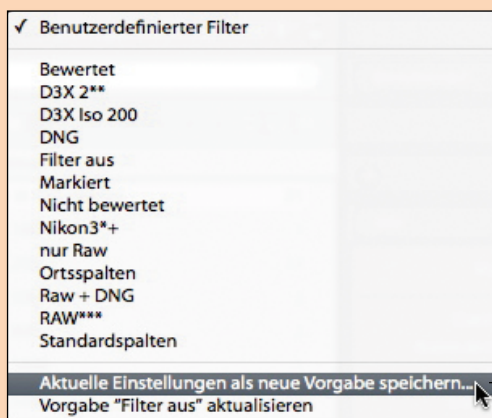 ✓ Benutzerdefinierter Filter
Bewertet
D3X 2**
D3X Iso 200
DNG
Filter aus
Markiert
Nicht bewertet
Nikon3*+
nur Raw
Ortsspalten
Raw + DNG
RAW***
Standardspalten
Aktuelle Einstellungen als neue Vorgabe speichern...
Vorgabe "Filter aus" aktualisieren